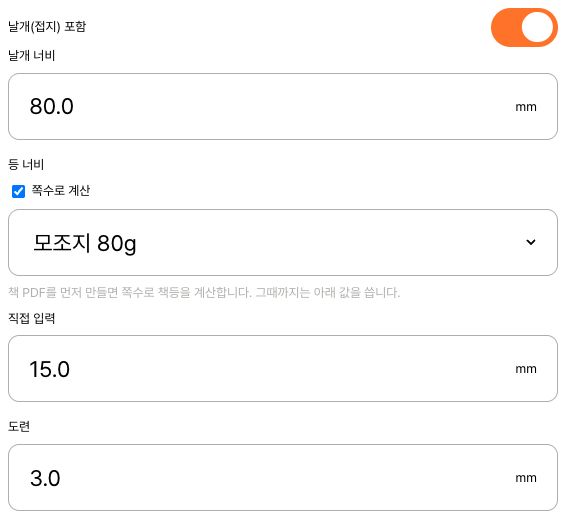 날개(접지) 포함
날개 너비
80.0 mm
등 너비
쪽수로 계산
모조지 80g
책 PDF를 먼저 만들면 쪽수로 책등을 계산합니다. 그때까지는 아래 값을 씁니다.
직접 입력
15.0 mm
도련
3.0 mm